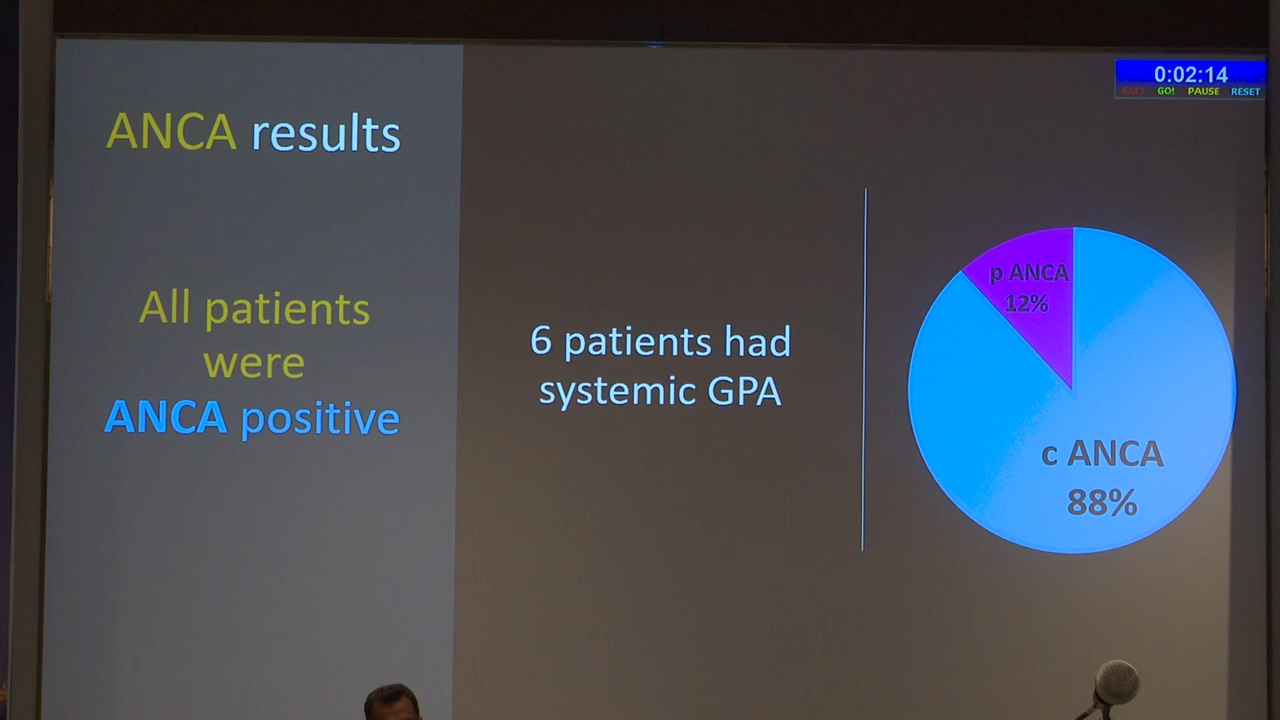 0:02:14
EXIT GO! PAUSE RESET
ANCA results
All patients
were
ANCA positive
6 patients had
systemic GPA
p ANCA
12%
c ANCA
88%